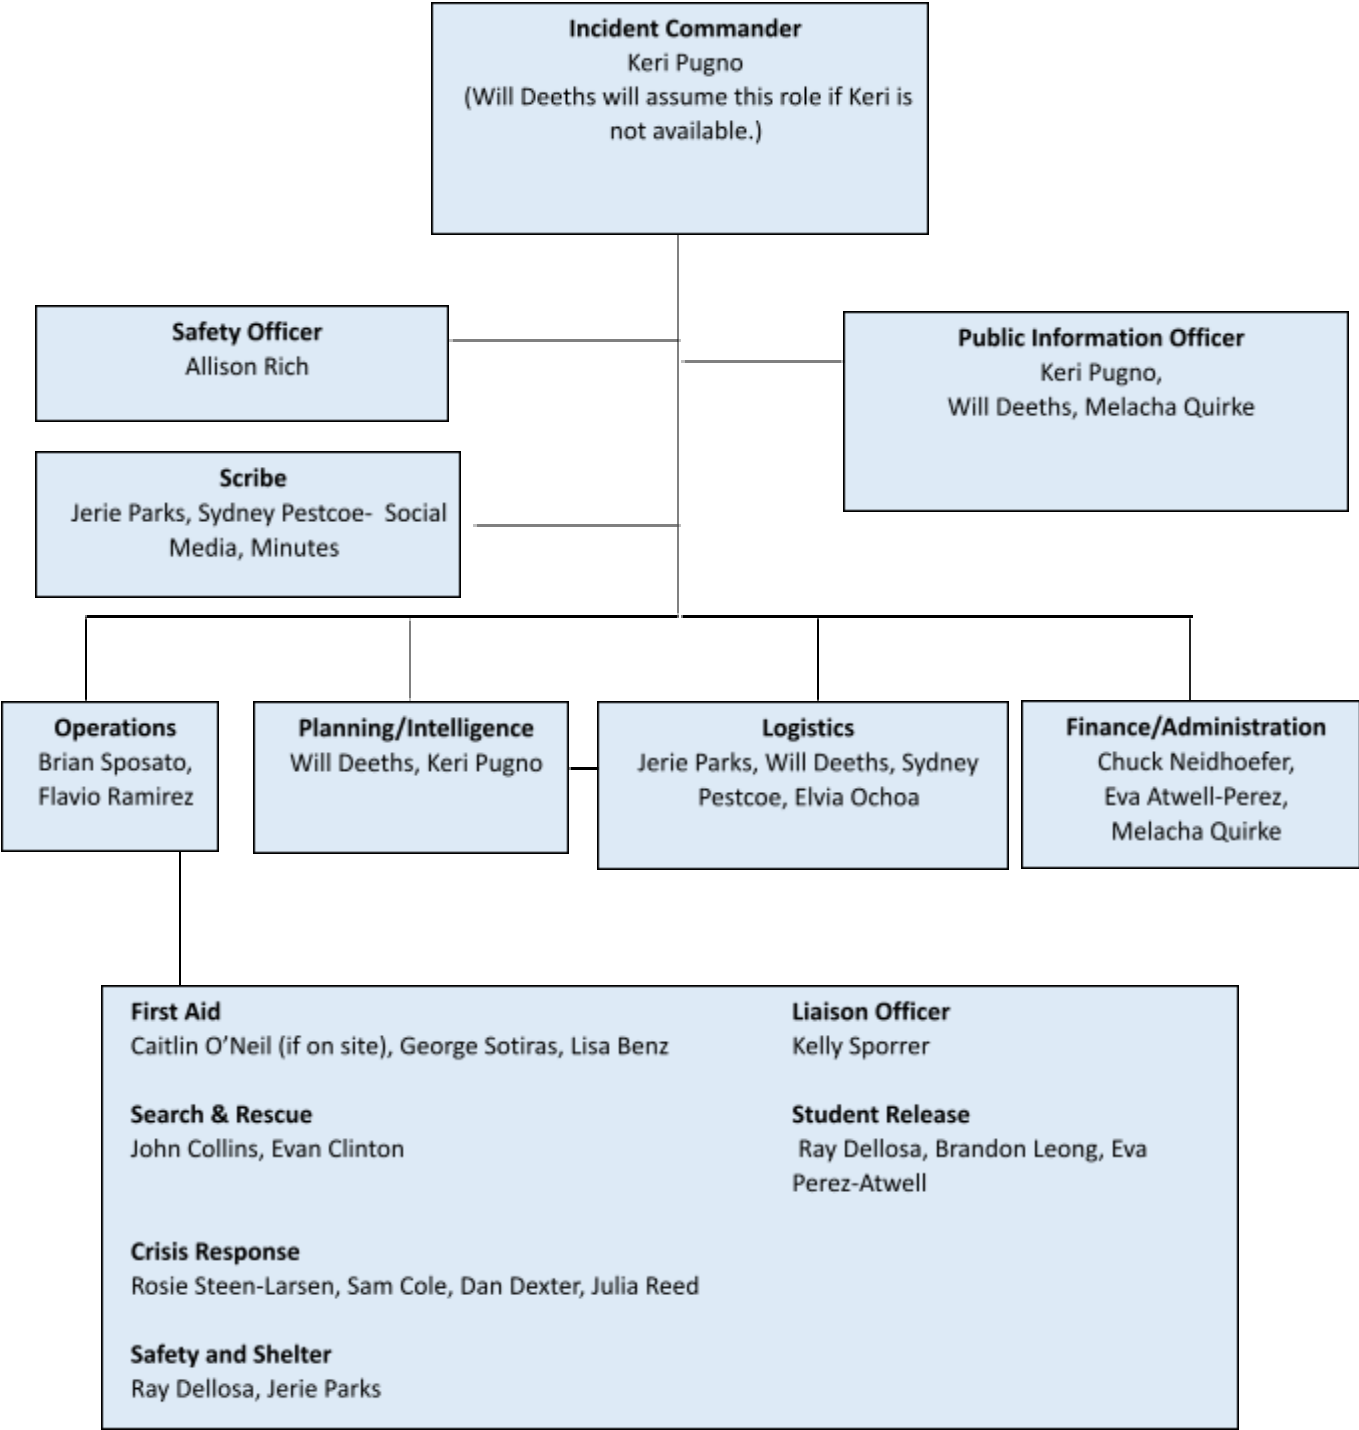 Incident Commander
Keri Pugno
(Will Deeths will assume this role if Keri is
not available.)
Safety Officer
Allison Rich
Public Information Officer
Keri Pugno,
Will Deeths, Melacha Quirke
Scribe
Jerie Parks, Sydney Pestcoe-  Social
Media, Minutes
Operations
Brian Sposato,
Flavio Ramirez
Planning/Intelligence
Will Deeths, Keri Pugno
Logistics
Jerie Parks, Will Deeths, Sydney
Pestcoe, Elvia Ochoa
Finance/Administration
Chuck Neidhoefer,
Eva Atwell-Perez,
Melacha Quirke
First Aid
Caitlin O’Neil (if on site), George Sotiras, Lisa Benz
Search & Rescue
John Collins, Evan Clinton
Crisis Response
Rosie Steen-Larsen, Sam Cole, Dan Dexter, Julia Reed
Safety and Shelter
Ray Dellosa, Jerie Parks
Liaison Officer
Kelly Sporrer
Student Release
Ray Dellosa, Brandon Leong, Eva
Perez-Atwell